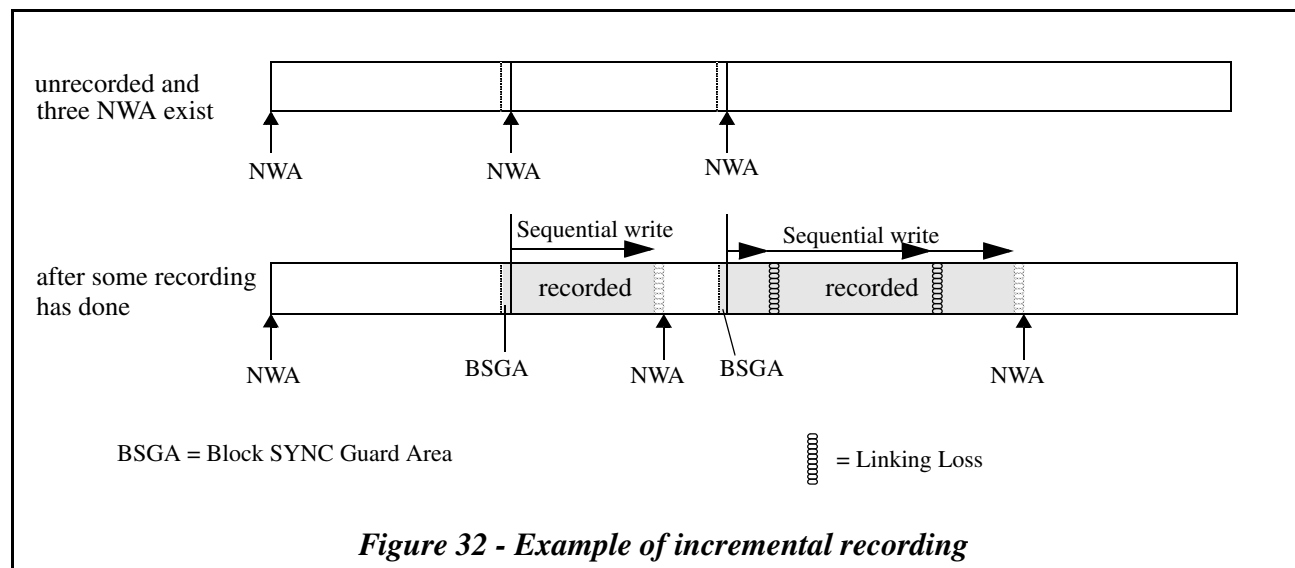 unrecorded and
three NWA exist
NWA
NWA
NWA
Sequential write
Sequential write
after some recording
has done
recorded
recorded
NWA
BSGA
NWA
BSGA
NWA
BSGA = Block SYNC Guard Area
= Linking Loss
Figure 32 - Example of incremental recording